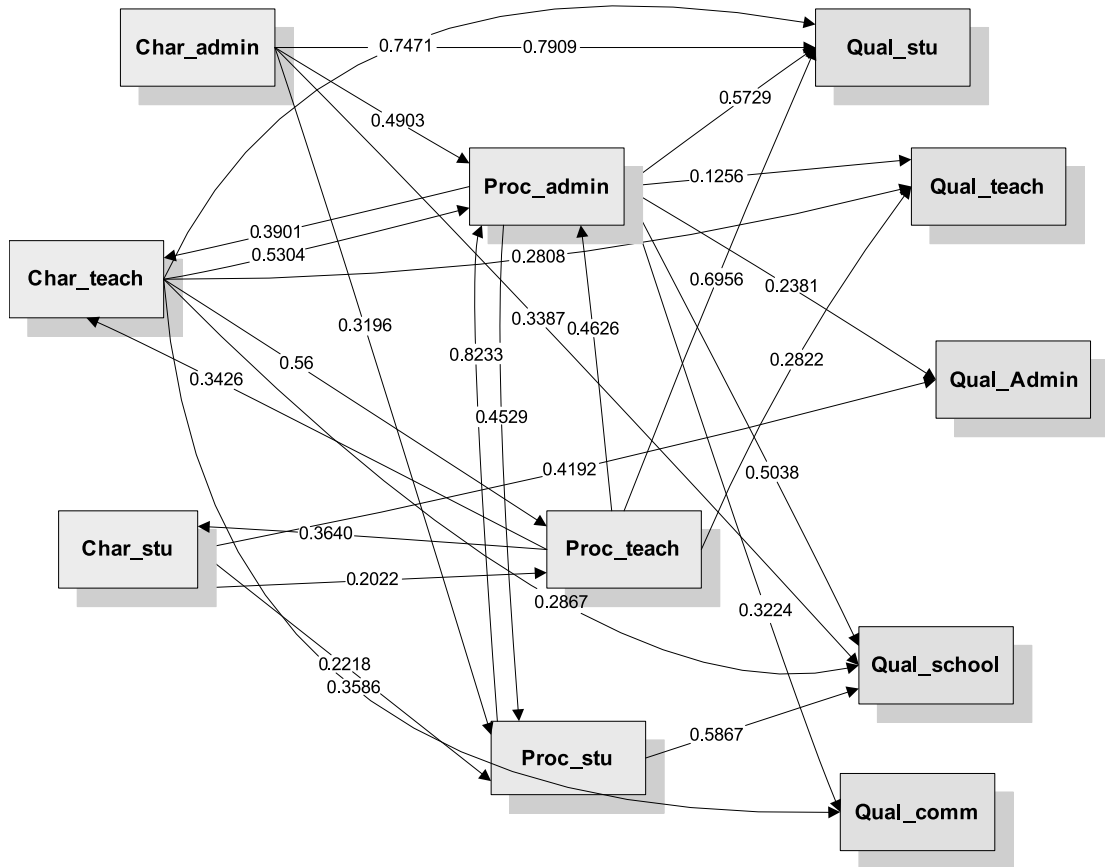 Char_admin
0.7471
0.7909
Qual_stu
0.5729
0.4903
Proc_admin
0.1256
Qual_teach
0.3901
0.5304
0.2808
Char_teach
0.6956
0.2381
0.3196
0.3387
0.4626
0.8233
0.56
0.2822
0.3426
Qual_Admin
0.4529
0.4192
0.5038
Char_stu
0.3640
Proc_teach
0.2022
0.2867
0.3224
0.2218
0.3586
Qual_school
0.5867
Proc_stu
Qual_comm